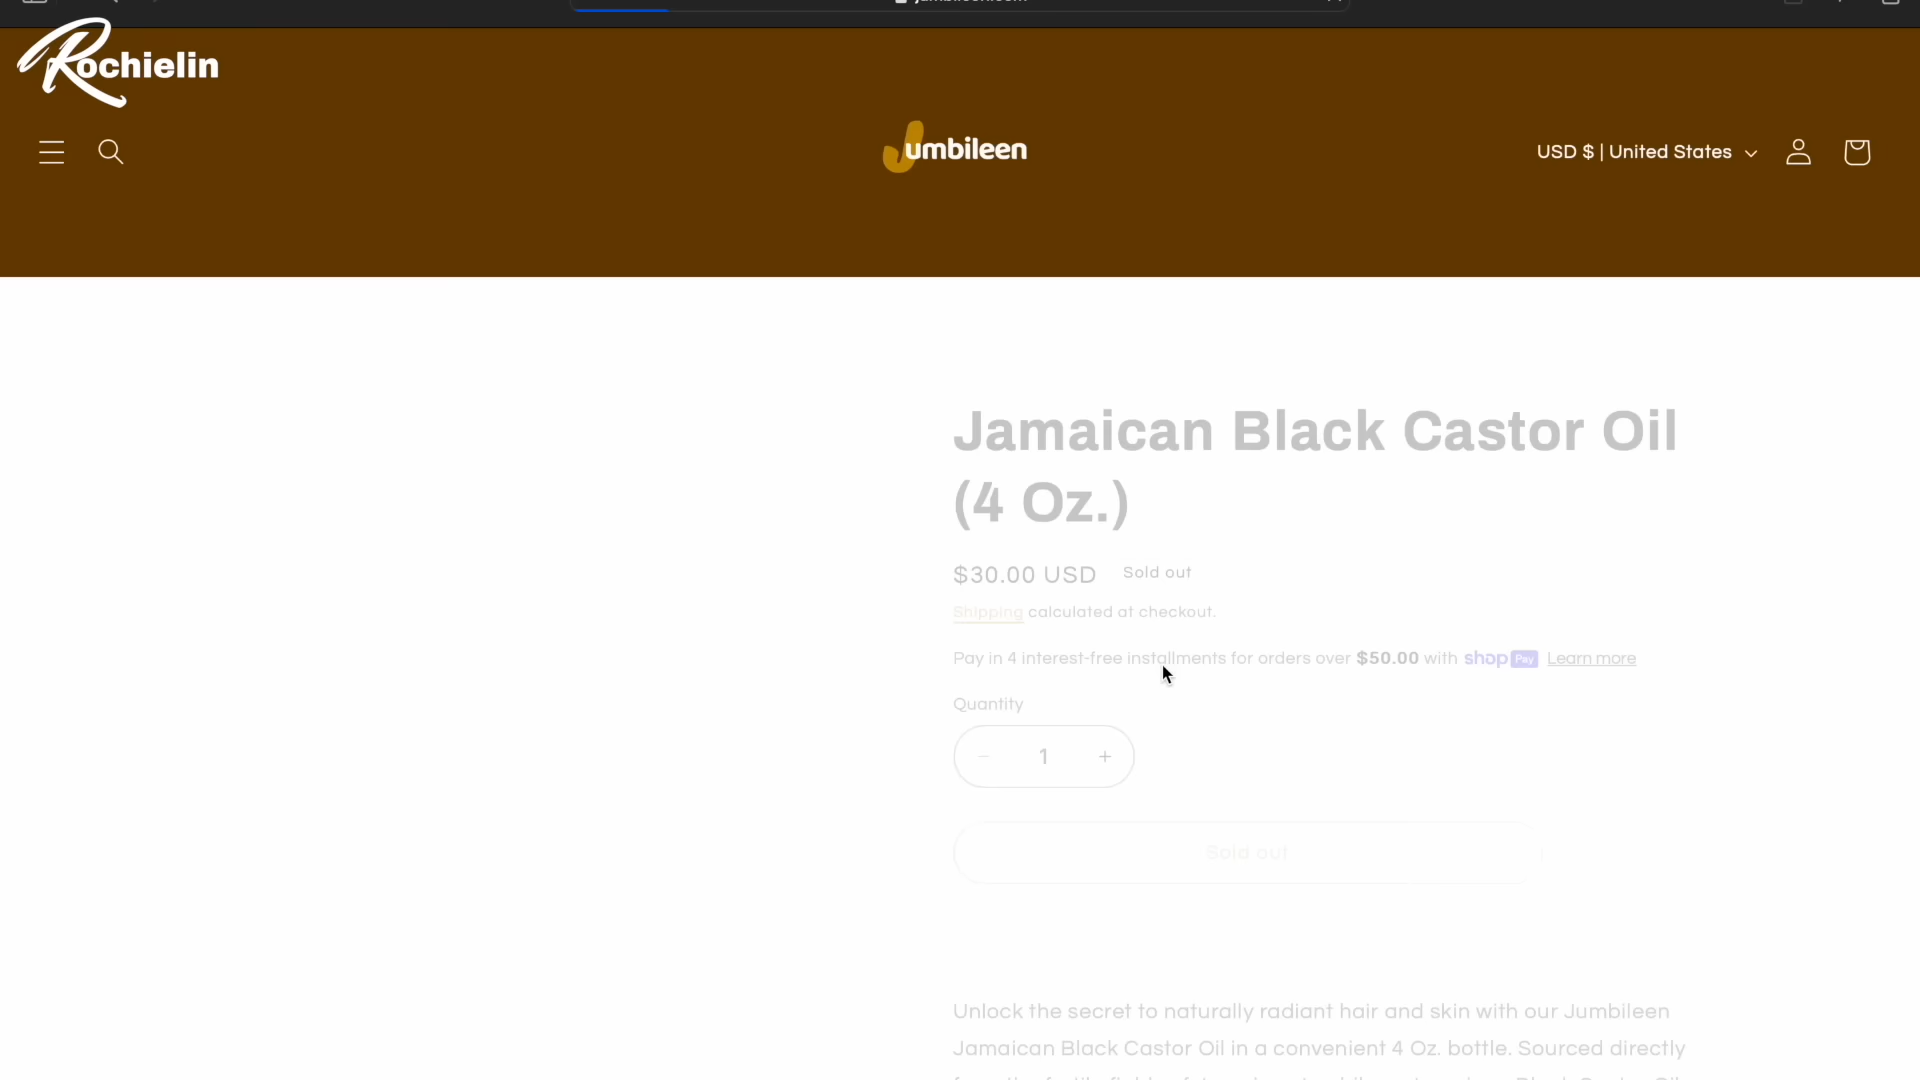 Rochielin
Jumbileen
USD $ | United States
Jamaican Black Castor Oil
(4 Oz.)
$30.00 USD Sold out
Shipping calculated at checkout.
Pay in 4 interest-free installments for orders over $50.00 with shop Pay Learn more
Quantity
− 1 +
Sold out
Unlock the secret to naturally radiant hair and skin with our Jumbileen
Jamaican Black Castor Oil in a convenient 4 Oz. bottle. Sourced directly